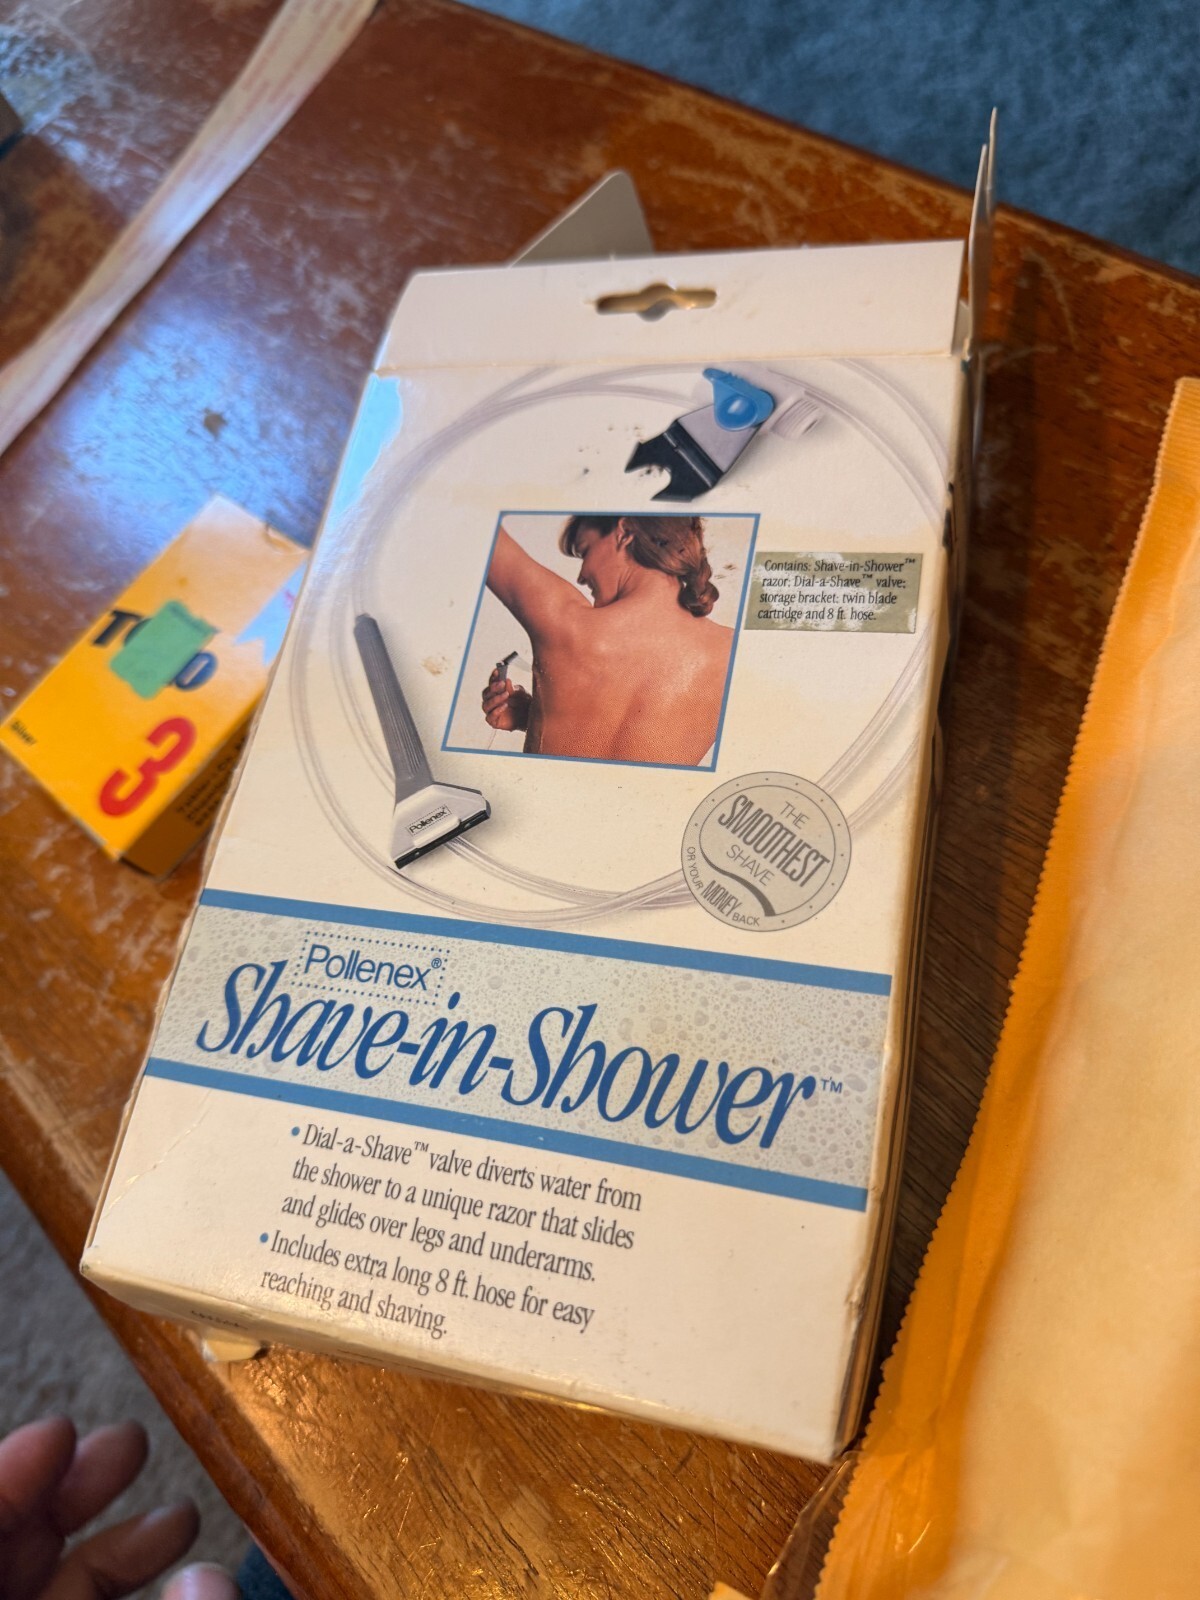 Contains: Shave-in-Shower™
razor; Dial-a-Shave™ valve;
storage bracket; twin blade
cartridge and 8 ft. hose.
Pollenex
THE
SMOOTHEST
SHAVE
OR YOUR MONEY BACK
Pollenex®
Shave-in-Shower™
• Dial-a-Shave™ valve diverts water from
the shower to a unique razor that slides
and glides over legs and underarms.
• Includes extra long 8 ft. hose for easy
reaching and shaving.
3